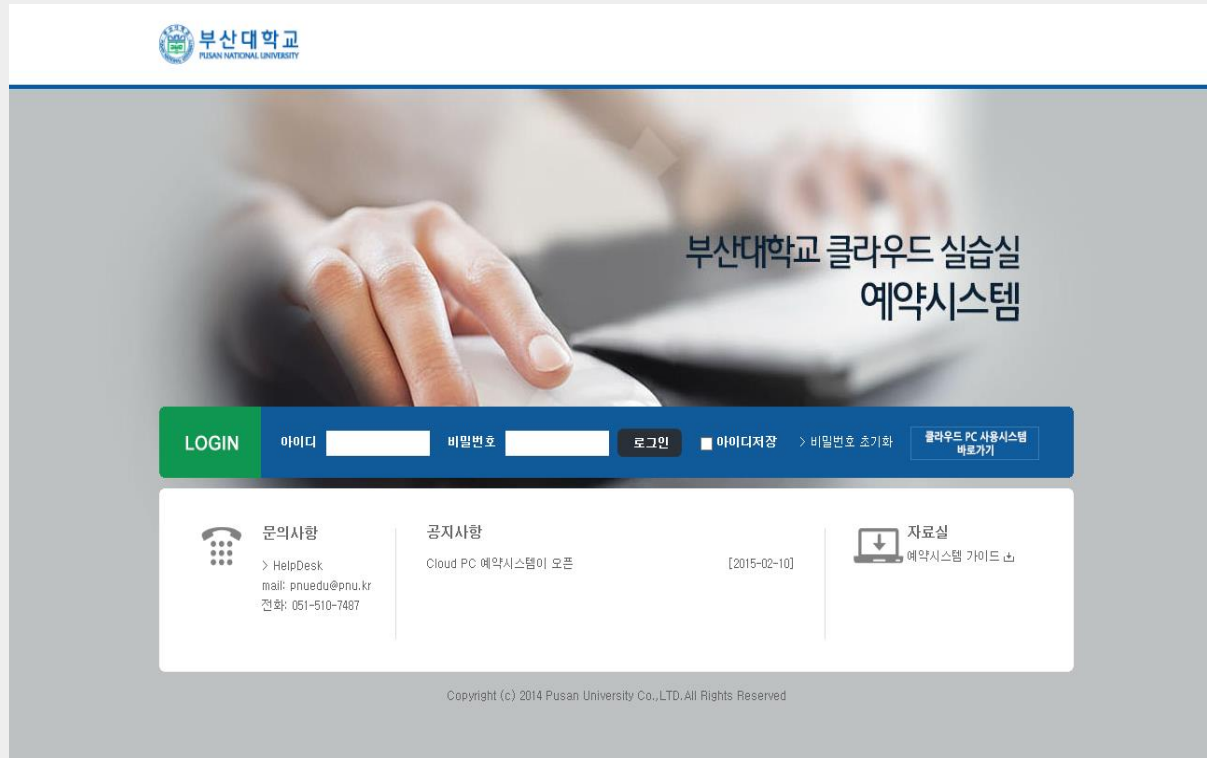 부산대학교
PUSAN NATIONAL UNIVERSITY
부산대학교 클라우드 실습실
예약시스템
LOGIN 아이디 비밀번호 로그인 아이디저장 > 비밀번호 초기화 클라우드 PC 사용시스템
바로가기
문의사항
> HelpDesk
mail: pnuedu@pnu.kr
전화: 051-510-7487
공지사항
Cloud PC 예약시스템이 오픈 [2015-02-10]
자료실
예약시스템 가이드
Copyright (c) 2014 Pusan University Co.,LTD.All Rights Reserved